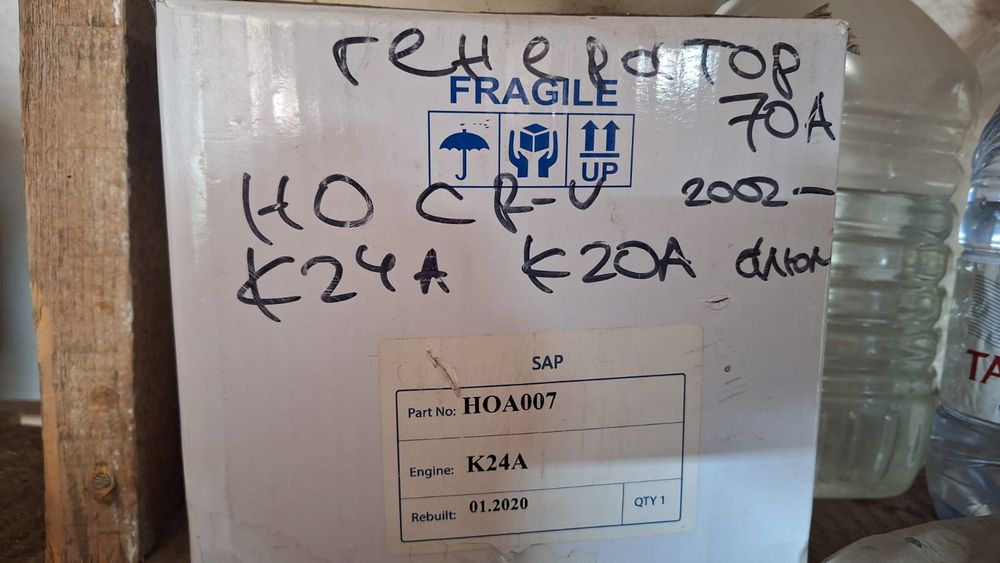 генератор
FRAGILE
70A
UP
HO CR-V 2002-
K24A K20A
SAP
Part No: HOA007
Engine: K24A
Rebuilt: 01.2020 QTY 1
TA